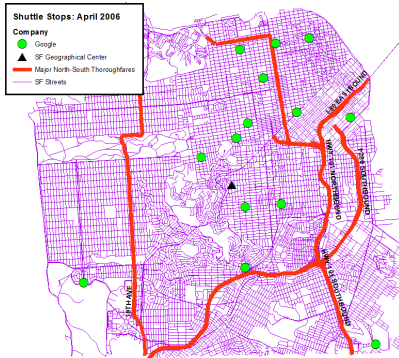 Shuttle Stops: April 2006
Company
Google
SF Geographical Center
Major North-South Thoroughfares
SF Streets
I-80 EASTBOUND
HWY 101 NORTHBOUND
I-280 SOUTHBOUND
19TH AVE
HWY 101 SOUTHBOUND